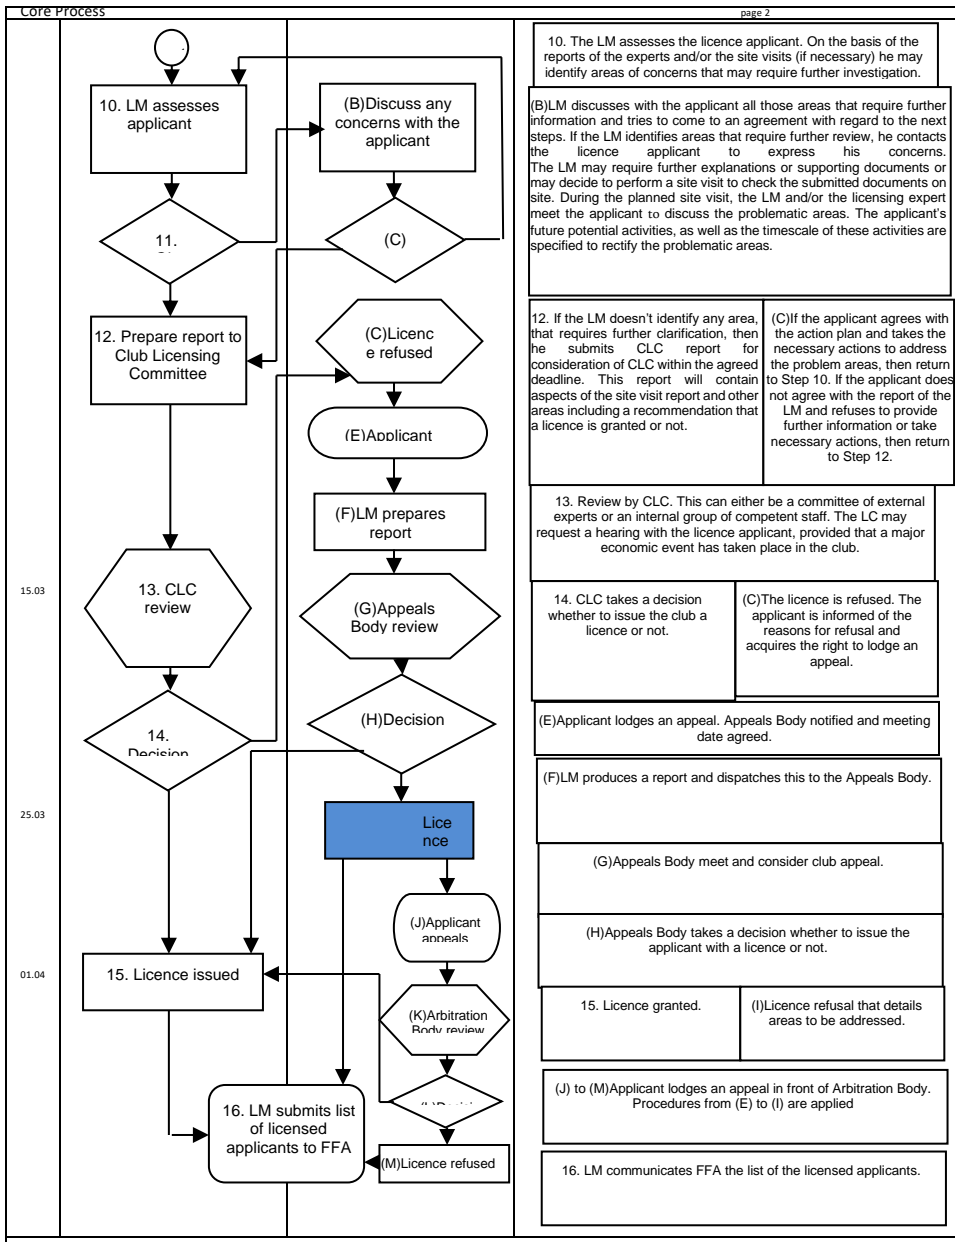 Core Process
page 2
10. LM assesses
applicant
(B)Discuss any
concerns with the
applicant
11.
(C)
12. Prepare report to
Club Licensing
Committee
(C)Licenc
e refused
(E)Applicant
(F)LM prepares
report
15.03
13. CLC
review
(G)Appeals
Body review
(H)Decision
14.
Decision
25.03
Lice
nce
(J)Applicant
appeals
01.04
15. Licence issued
(K)Arbitration
Body review
16. LM submits list
of licensed
applicants to FFA
(M)Licence refused
10. The LM assesses the licence applicant. On the basis of the
reports of the experts and/or the site visits (if necessary) he may
identify areas of concerns that may require further investigation.
(B)LM discusses with the applicant all those areas that require further
information and tries to come to an agreement with regard to the next
steps. If the LM identifies areas that require further review, he contacts
the licence applicant to express his concerns.
The LM may require further explanations or supporting documents or
may decide to perform a site visit to check the submitted documents on
site. During the planned site visit, the LM and/or the licensing expert
meet the applicant to discuss the problematic areas. The applicant's
future potential activities, as well as the timescale of these activities are
specified to rectify the problematic areas.
12. If the LM doesn't identify any area,
that requires further clarification, then
he submits CLC report for
consideration of CLC within the agreed
deadline. This report will contain
aspects of the site visit report and other
areas including a recommendation that
a licence is granted or not.
(C)If the applicant agrees with
the action plan and takes the
necessary actions to address
the problem areas, then return
to Step 10. If the applicant does
not agree with the report of the
LM and refuses to provide
further information or take
necessary actions, then return
to Step 12.
13. Review by CLC. This can either be a committee of external
experts or an internal group of competent staff. The LC may
request a hearing with the licence applicant, provided that a major
economic event has taken place in the club.
14. CLC takes a decision
whether to issue the club a
licence or not.
(C)The licence is refused. The
applicant is informed of the
reasons for refusal and
acquires the right to lodge an
appeal.
(E)Applicant lodges an appeal. Appeals Body notified and meeting
date agreed.
(F)LM produces a report and dispatches this to the Appeals Body.
(G)Appeals Body meet and consider club appeal.
(H)Appeals Body takes a decision whether to issue the
applicant with a licence or not.
15. Licence granted.
(I)Licence refusal that details
areas to be addressed.
(J) to (M)Applicant lodges an appeal in front of Arbitration Body.
Procedures from (E) to (I) are applied
16. LM communicates FFA the list of the licensed applicants.